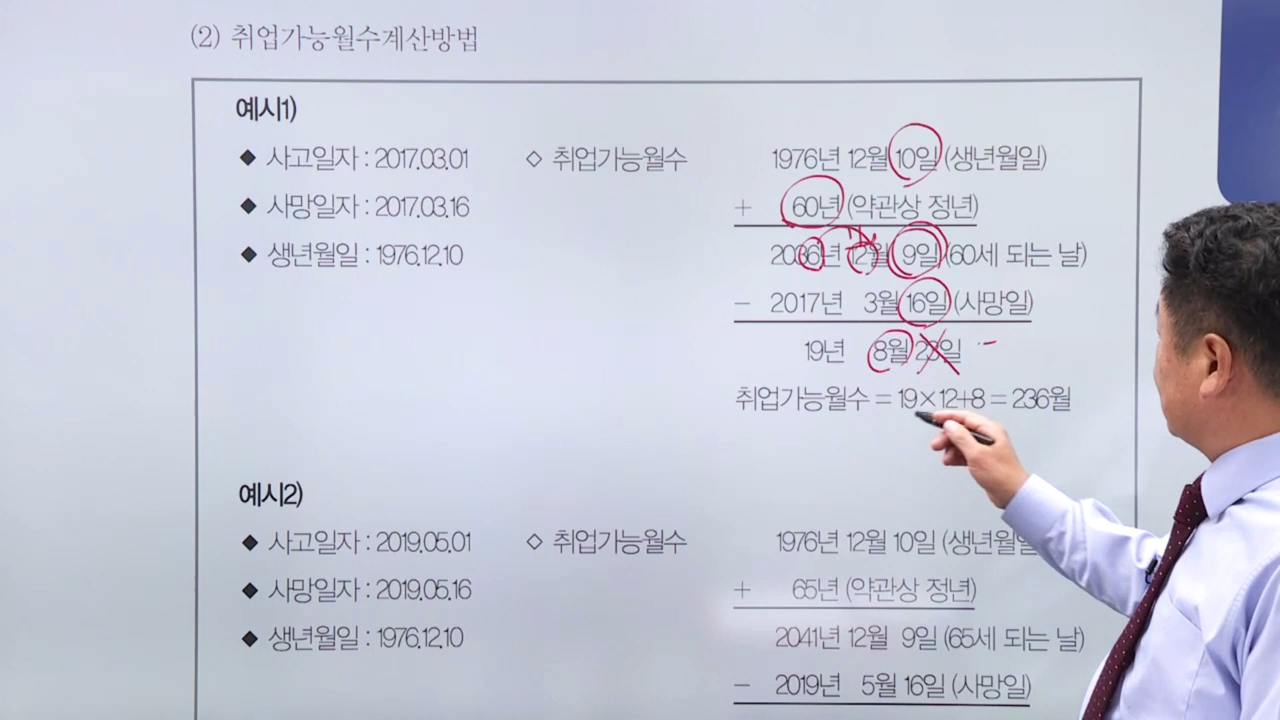 (2) 취업가능월수계산방법
예시1)
◆ 사고일자 : 2017.03.01 ◇ 취업가능월수 1976년 12월 10일 (생년월일)
◆ 사망일자 : 2017.03.16 + 60년 (약관상 정년)
◆ 생년월일 : 1976.12.10 2036년 12월 9일 (60세 되는 날)
- 2017년 3월 16일 (사망일)
19년 8월 23일
취업가능월수 = 19×12+8 = 236월
예시2)
◆ 사고일자 : 2019.05.01 ◇ 취업가능월수 1976년 12월 10일 (생년월일
◆ 사망일자 : 2019.05.16 + 65년 (약관상 정년)
◆ 생년월일 : 1976.12.10 2041년 12월 9일 (65세 되는 날)
- 2019년 5월 16일 (사망일)